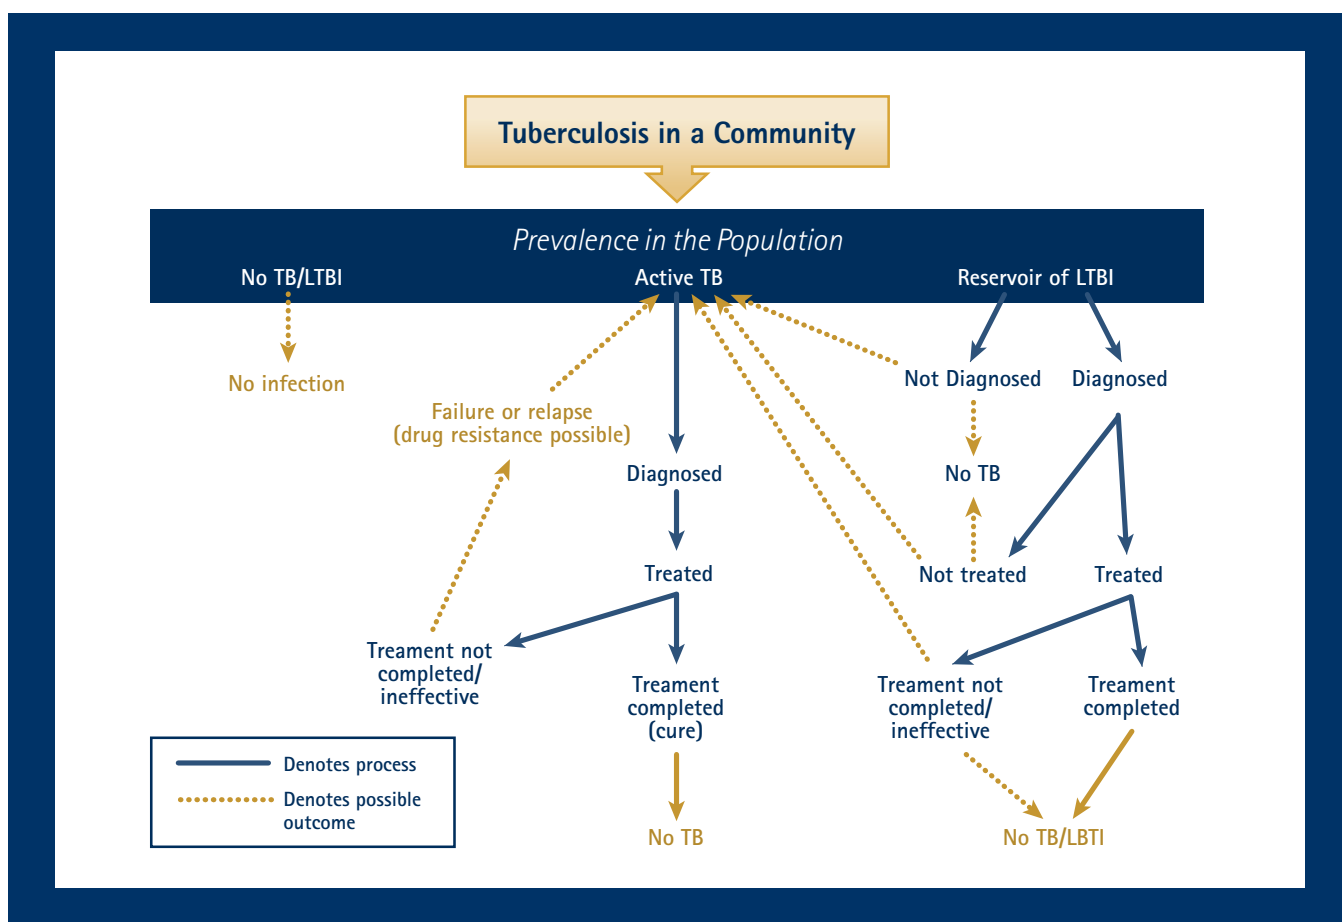 Tuberculosis in a Community
Prevalence in the Population
No TB/LTBI
Active TB
Reservoir of LTBI
No infection
Failure or relapse
(drug resistance possible)
Not Diagnosed
Diagnosed
Diagnosed
No TB
Treated
Not treated
Treated
Treament not
completed/
ineffective
Treament
completed
(cure)
Treament not
completed/
ineffective
Treament
completed
Denotes process
Denotes possible
outcome
No TB
No TB/LBTI